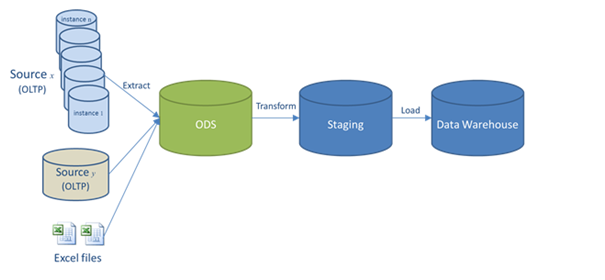 instance n
Source x
(OLTP)
Extract
instance 1
ODS
Transform
Staging
Load
Data Warehouse
Source y
(OLTP)
Excel files